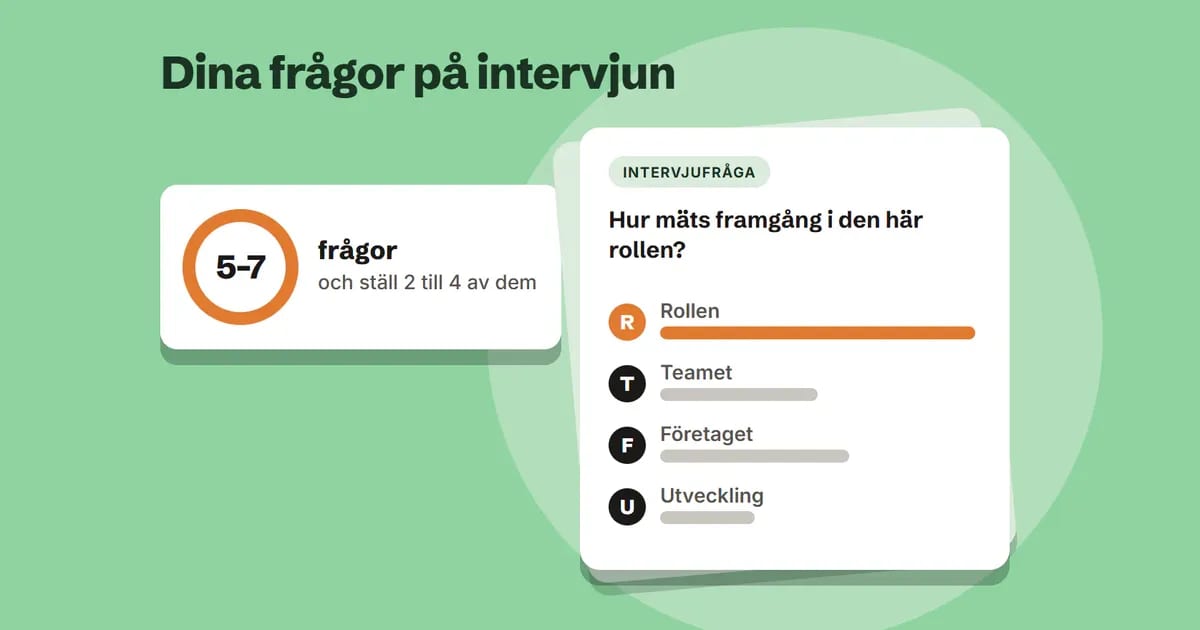 Dina frågor på intervjun
5-7
frågor
och ställ 2 till 4 av dem
INTERVJUFRÅGA
Hur mäts framgång i den här
rollen?
R
Rollen
T
Teamet
F
Företaget
U
Utveckling